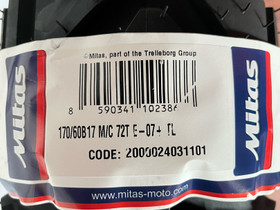 ©Mitas, part of the Trelleborg Group
Mitas
Mitas
8 590341 102386
170/60B17 M/C 72T E-07+ TL
CODE: 2000024031101
www.mitas-moto.com